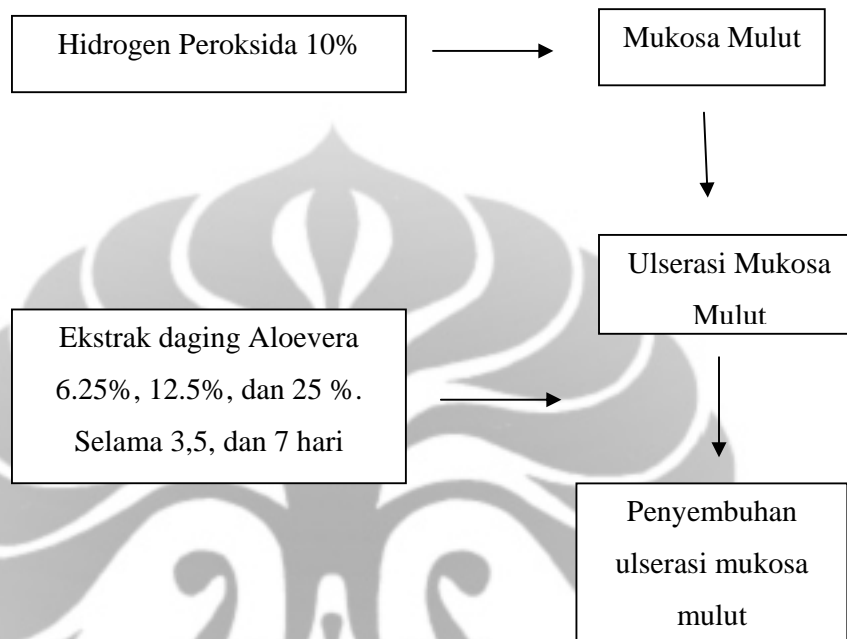 Hidrogen Peroksida 10%
Mukosa Mulut
Ulserasi Mukosa
Mulut
Ekstrak daging Aloevera
6.25%, 12.5%, dan 25 %.
Selama 3,5, dan 7 hari
Penyembuhan
ulserasi mukosa
mulut